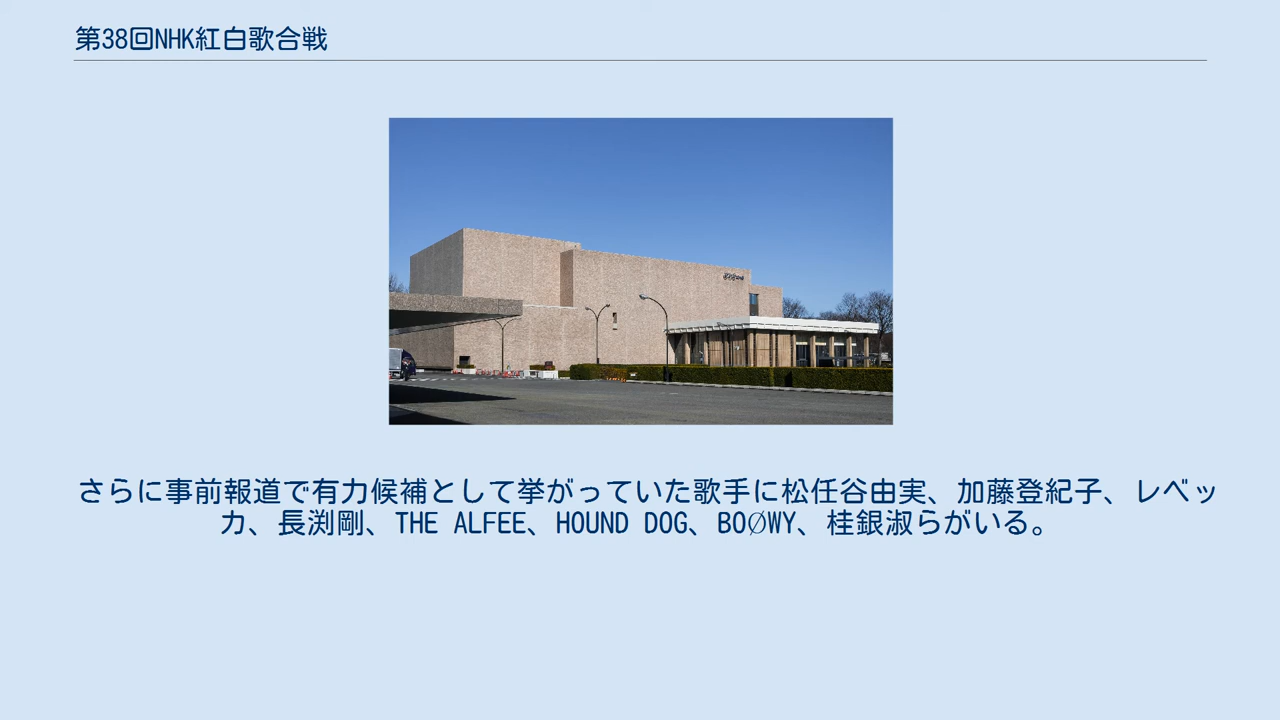 第38回NHK紅白歌合戦
さらに事前報道で有力候補として挙がっていた歌手に松任谷由実、加藤登紀子、レベッ
カ、長渕剛、THE ALFEE、HOUND DOG、BOØWY、桂銀淑らがいる。